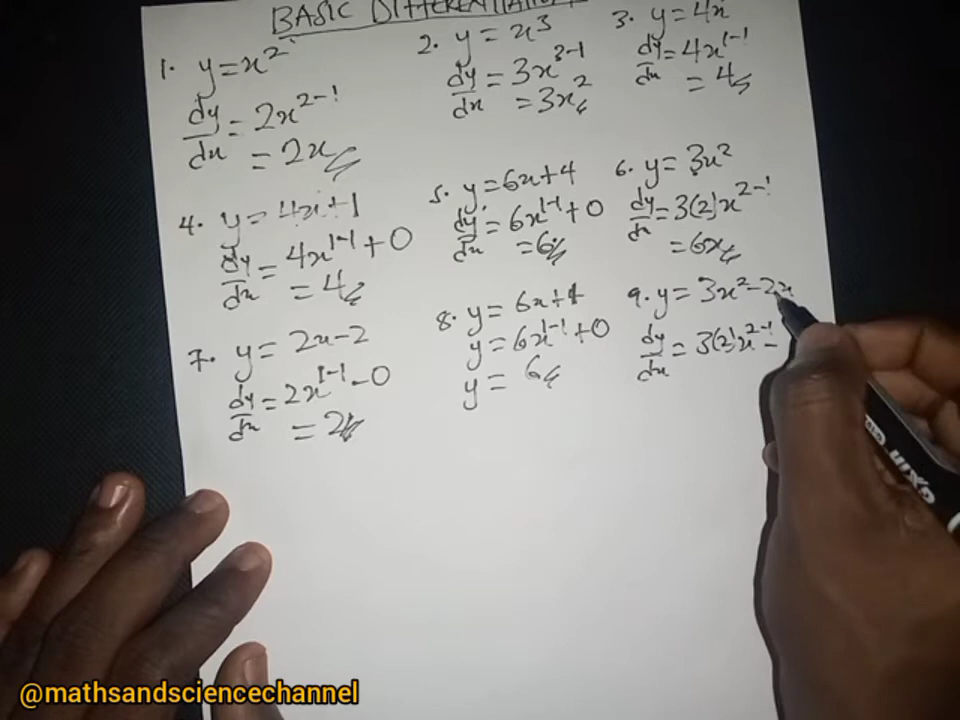 BASIC DIFFERENTIATION
1. y = x²
dy/dx = 2x²⁻¹
= 2x
2. y = x³
dy/dx = 3x³⁻¹
= 3x²
3. y = 4x
dy/dx = 4x¹⁻¹
= 4
4. y = 4x + 1
dy/dx = 4x¹⁻¹ + 0
= 4
5. y = 6x + 4
dy/dx = 6x¹⁻¹ + 0
= 6
6. y = 3x²
dy/dx = 3(2)x²⁻¹
= 6x
7. y = 2x - 2
dy/dx = 2x¹⁻¹ - 0
= 2
8. y = 6x + 4
y = 6x¹⁻¹ + 0
y = 6
9. y = 3x² - 2x
dy/dx = 3(2)x²⁻¹ -
@mathsandsciencechannel